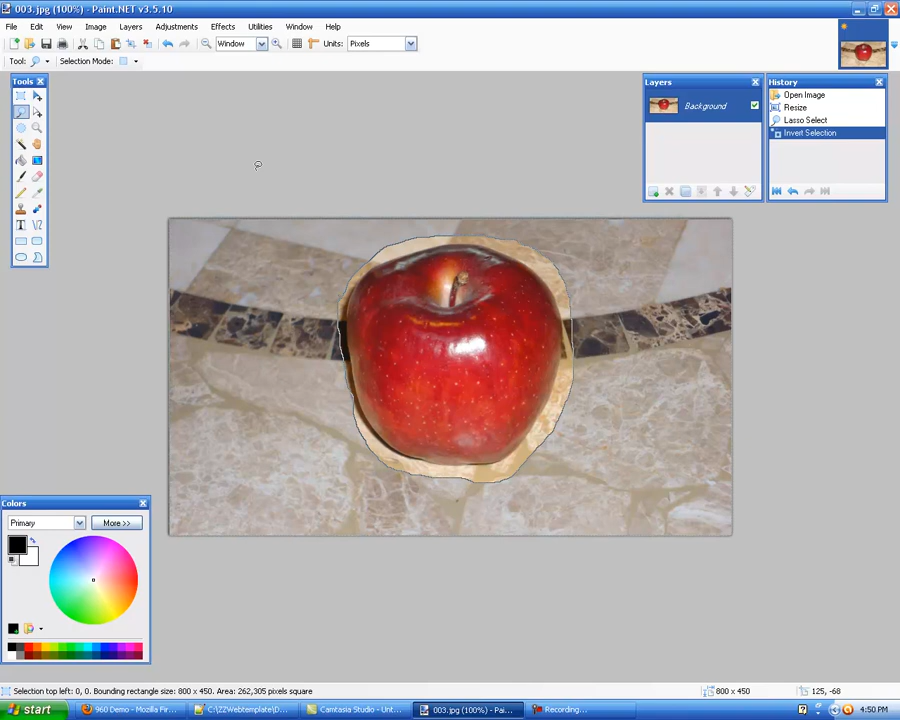 003.jpg (100%) - Paint.NET v3.5.10
File Edit View Image Layers Adjustments Effects Utilities Window Help
Window Units: Pixels
Tool: Selection Mode:
Tools
Layers
Background
History
Open Image
Resize
Lasso Select
Invert Selection
Colors
Primary More >>
Selection top left: 0, 0. Bounding rectangle size: 800 x 450. Area: 262,305 pixels square 800 x 450 125, -68
start 960 Demo - Mozilla Fir... C:\ZZWebtemplate\D... Camtasia Studio - Unt... 003.jpg (100%) - Pai... Recording... 4:50 PM